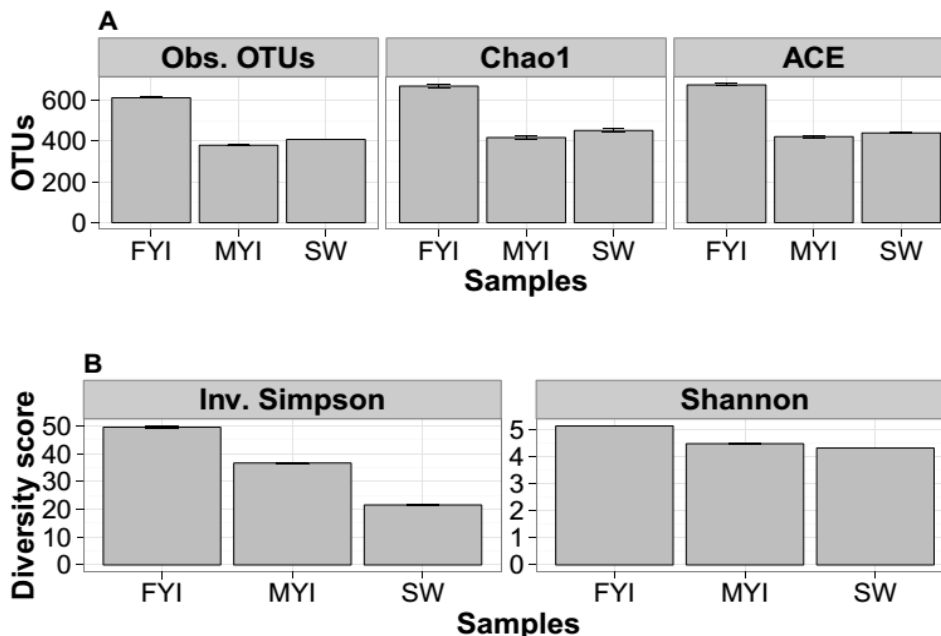 A
Obs. OTUs Chao1 ACE
OTUs
600
400
200
0
FYI MYI SW FYI MYI SW FYI MYI SW
Samples
B
Inv. Simpson Shannon
Diversity score
50
40
30
20
10
0
5
4
3
2
1
0
FYI MYI SW FYI MYI SW
Samples